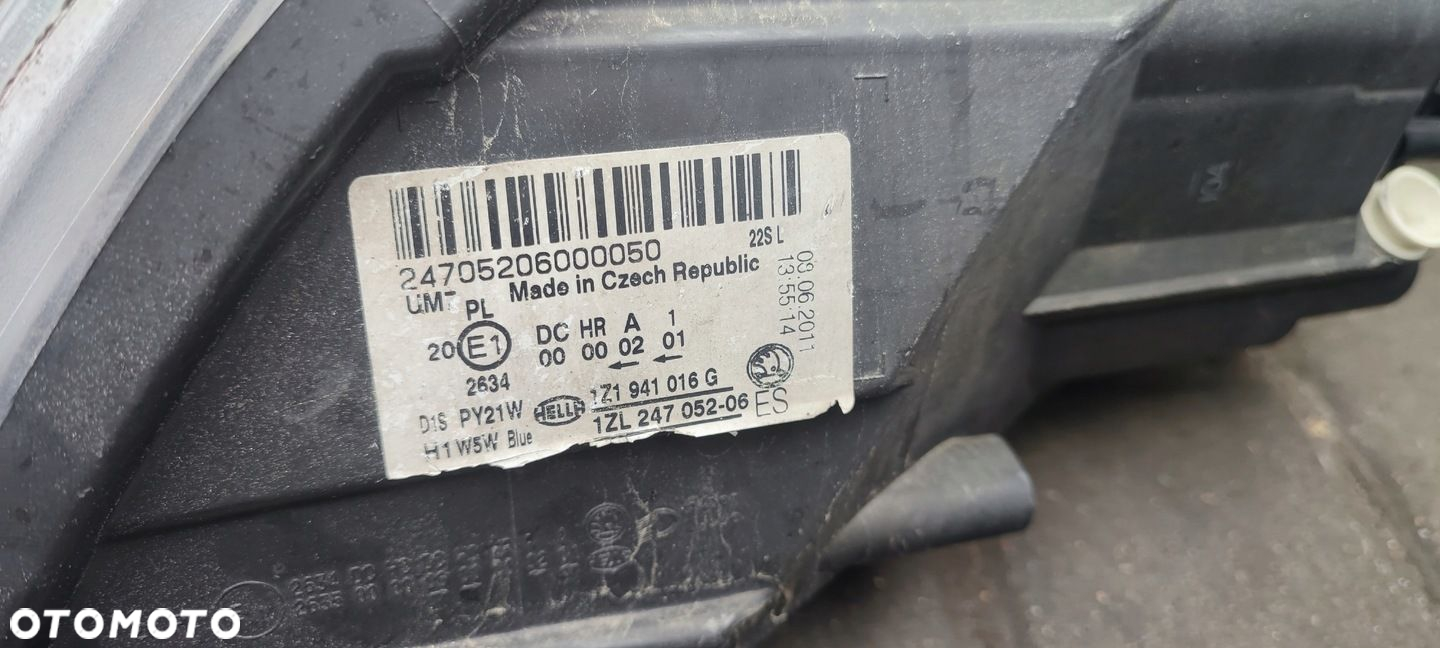 24705206000050
22S L
UM
Made in Czech Republic
PL
09.06.2011
13:55:14
20 E1
DC HR A 1
00 00 02 01
2634
D1S PY21W
H1 W5W Blue
HELLA
1Z1 941 016 G
1ZL 247 052-06
ES
OTOMOTO